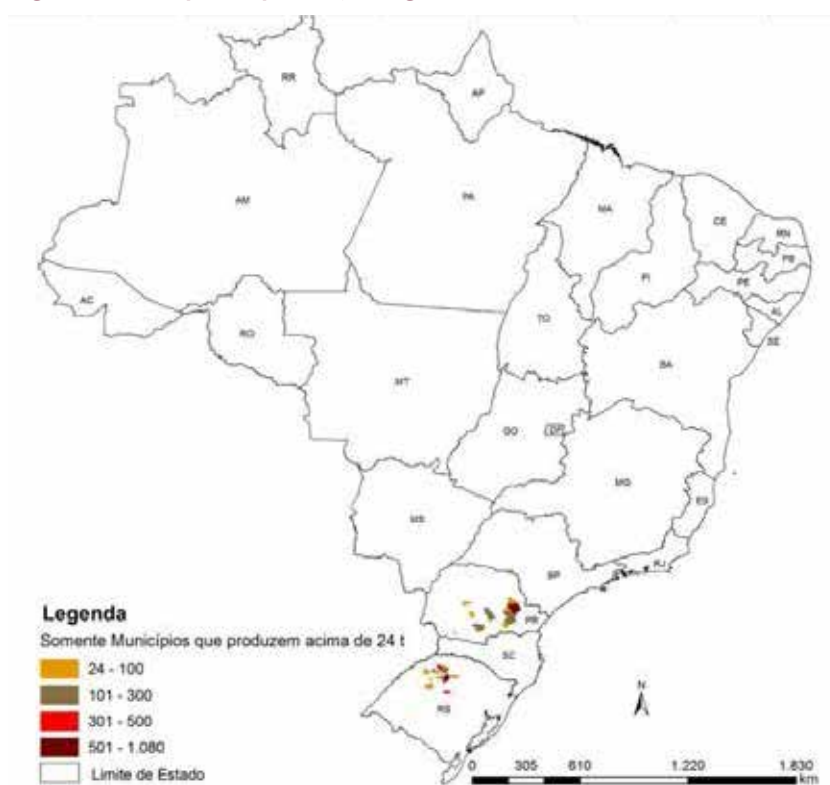 RR
AP
AM
PA
MA
CE
RN
PB
PE
PI
AL
SE
AC
RO
TO
BA
MT
GO
DF
MG
ES
MS
SP
RJ
PR
SC
RS
Legenda
Somente Municípios que produzem acima de 24 t
24 - 100
101 - 300
301 - 500
501 - 1.080
Limite de Estado
N
0 305 610 1.220 1.830
km